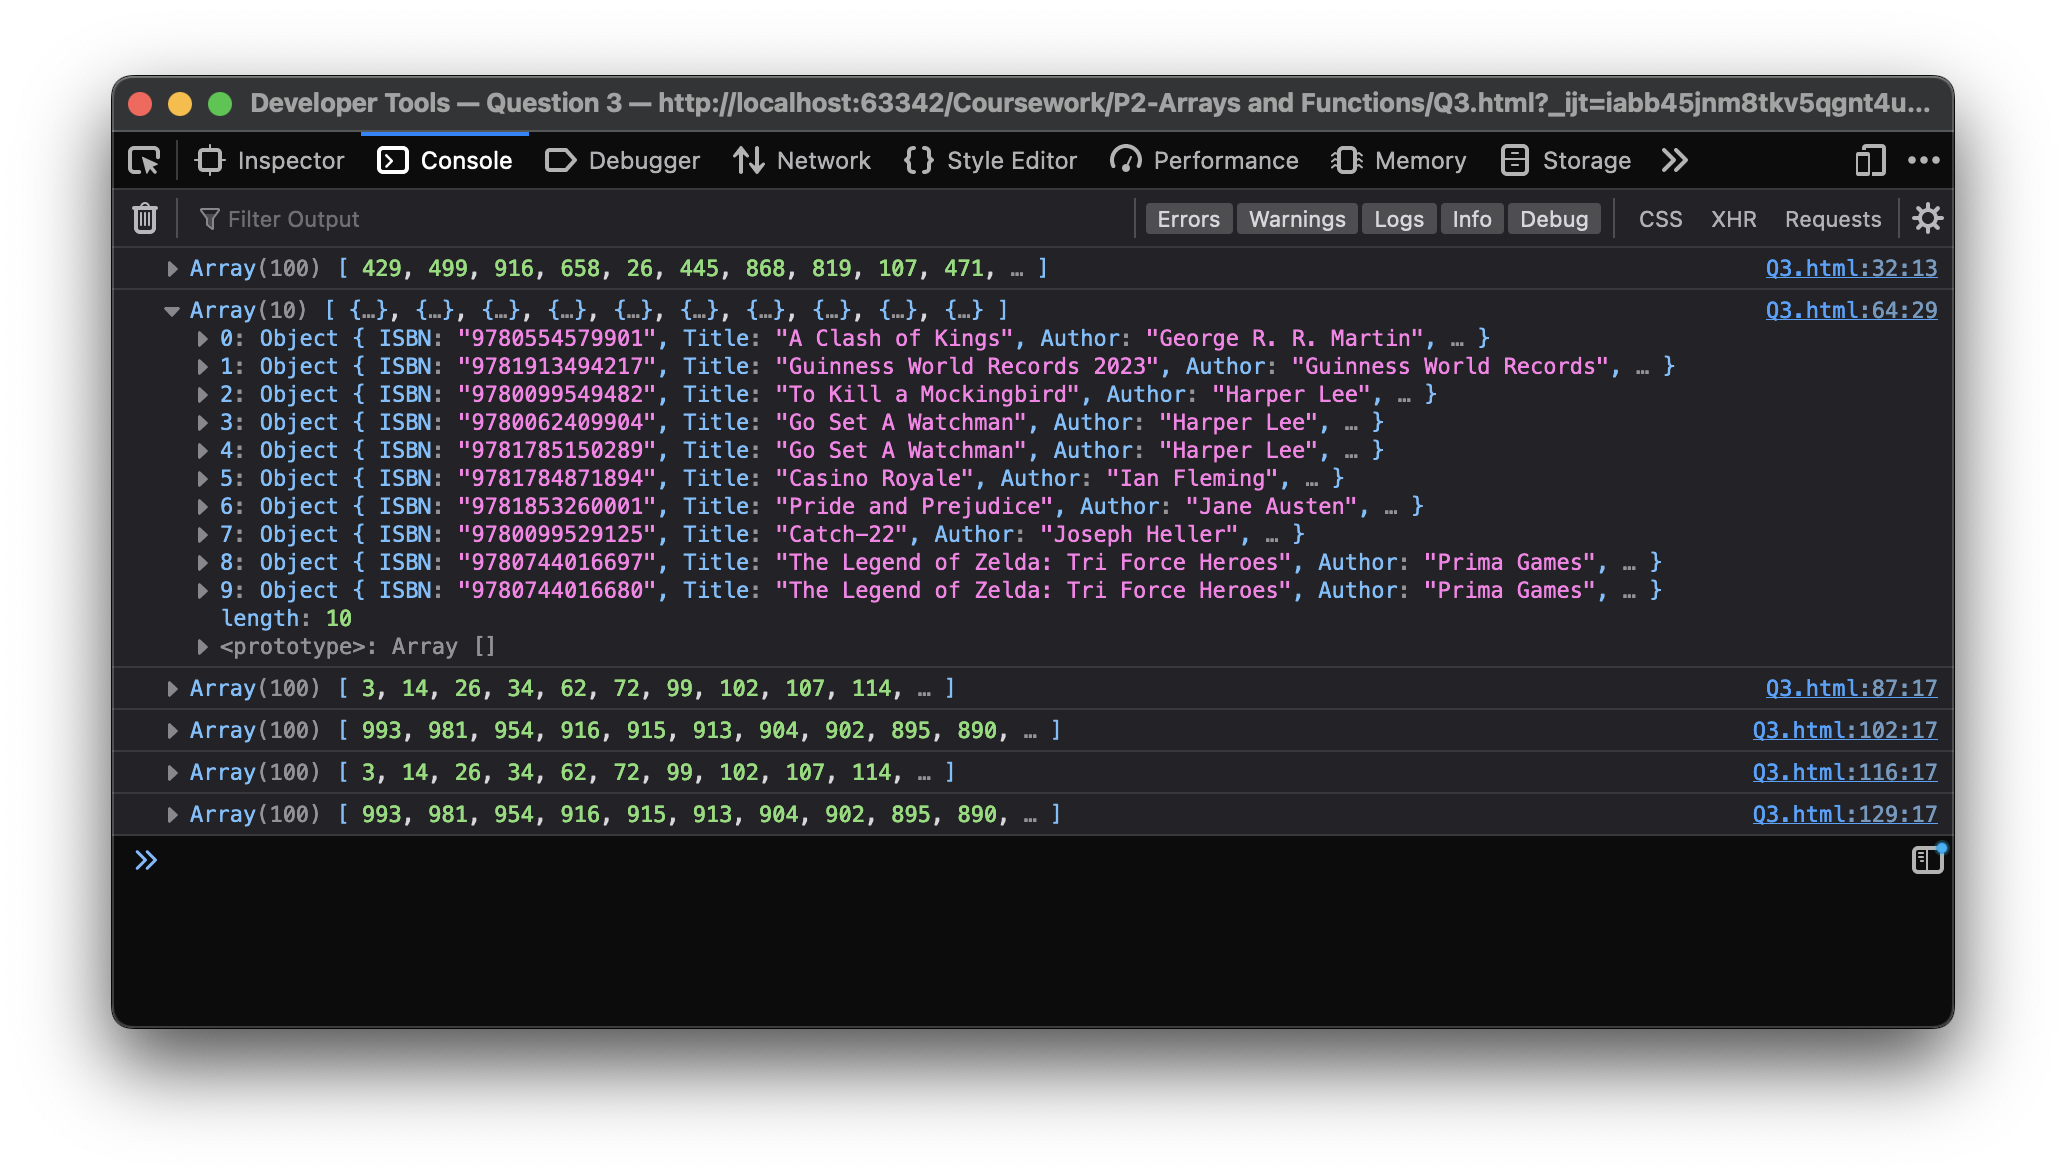 Developer Tools — Question 3 — http://localhost:63342/Coursework/P2-Arrays and Functions/Q3.html?_ijt=iabb45jnm8tkv5qgnt4u...
Inspector Console Debugger Network Style Editor Performance Memory Storage
Filter Output Errors Warnings Logs Info Debug CSS XHR Requests
Array(100) [ 429, 499, 916, 658, 26, 445, 868, 819, 107, 471, … ] Q3.html:32:13
Array(10) [ {…}, {…}, {…}, {…}, {…}, {…}, {…}, {…}, {…}, {…} ] Q3.html:64:29
0: Object { ISBN: "9780554579901", Title: "A Clash of Kings", Author: "George R. R. Martin", … }
1: Object { ISBN: "9781913494217", Title: "Guinness World Records 2023", Author: "Guinness World Records", … }
2: Object { ISBN: "9780099549482", Title: "To Kill a Mockingbird", Author: "Harper Lee", … }
3: Object { ISBN: "9780062409904", Title: "Go Set A Watchman", Author: "Harper Lee", … }
4: Object { ISBN: "9781785150289", Title: "Go Set A Watchman", Author: "Harper Lee", … }
5: Object { ISBN: "9781784871894", Title: "Casino Royale", Author: "Ian Fleming", … }
6: Object { ISBN: "9781853260001", Title: "Pride and Prejudice", Author: "Jane Austen", … }
7: Object { ISBN: "9780099529125", Title: "Catch-22", Author: "Joseph Heller", … }
8: Object { ISBN: "9780744016697", Title: "The Legend of Zelda: Tri Force Heroes", Author: "Prima Games", … }
9: Object { ISBN: "9780744016680", Title: "The Legend of Zelda: Tri Force Heroes", Author: "Prima Games", … }
length: 10
<prototype>: Array []
Array(100) [ 3, 14, 26, 34, 62, 72, 99, 102, 107, 114, … ] Q3.html:87:17
Array(100) [ 993, 981, 954, 916, 915, 913, 904, 902, 895, 890, … ] Q3.html:102:17
Array(100) [ 3, 14, 26, 34, 62, 72, 99, 102, 107, 114, … ] Q3.html:116:17
Array(100) [ 993, 981, 954, 916, 915, 913, 904, 902, 895, 890, … ] Q3.html:129:17